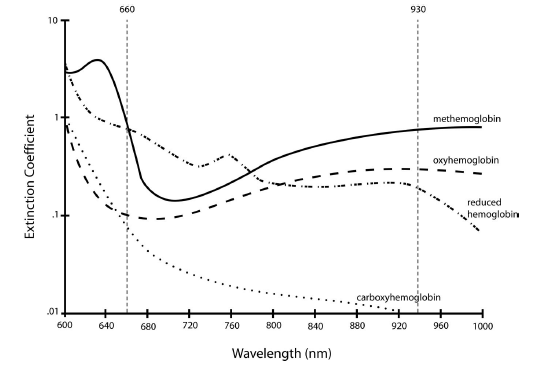 660
930
10
1
.1
.01
Extinction Coefficient
methemoglobin
oxyhemoglobin
reduced
hemoglobin
carboxyhemoglobin
600 640 680 720 760 800 840 880 920 960 1000
Wavelength (nm)